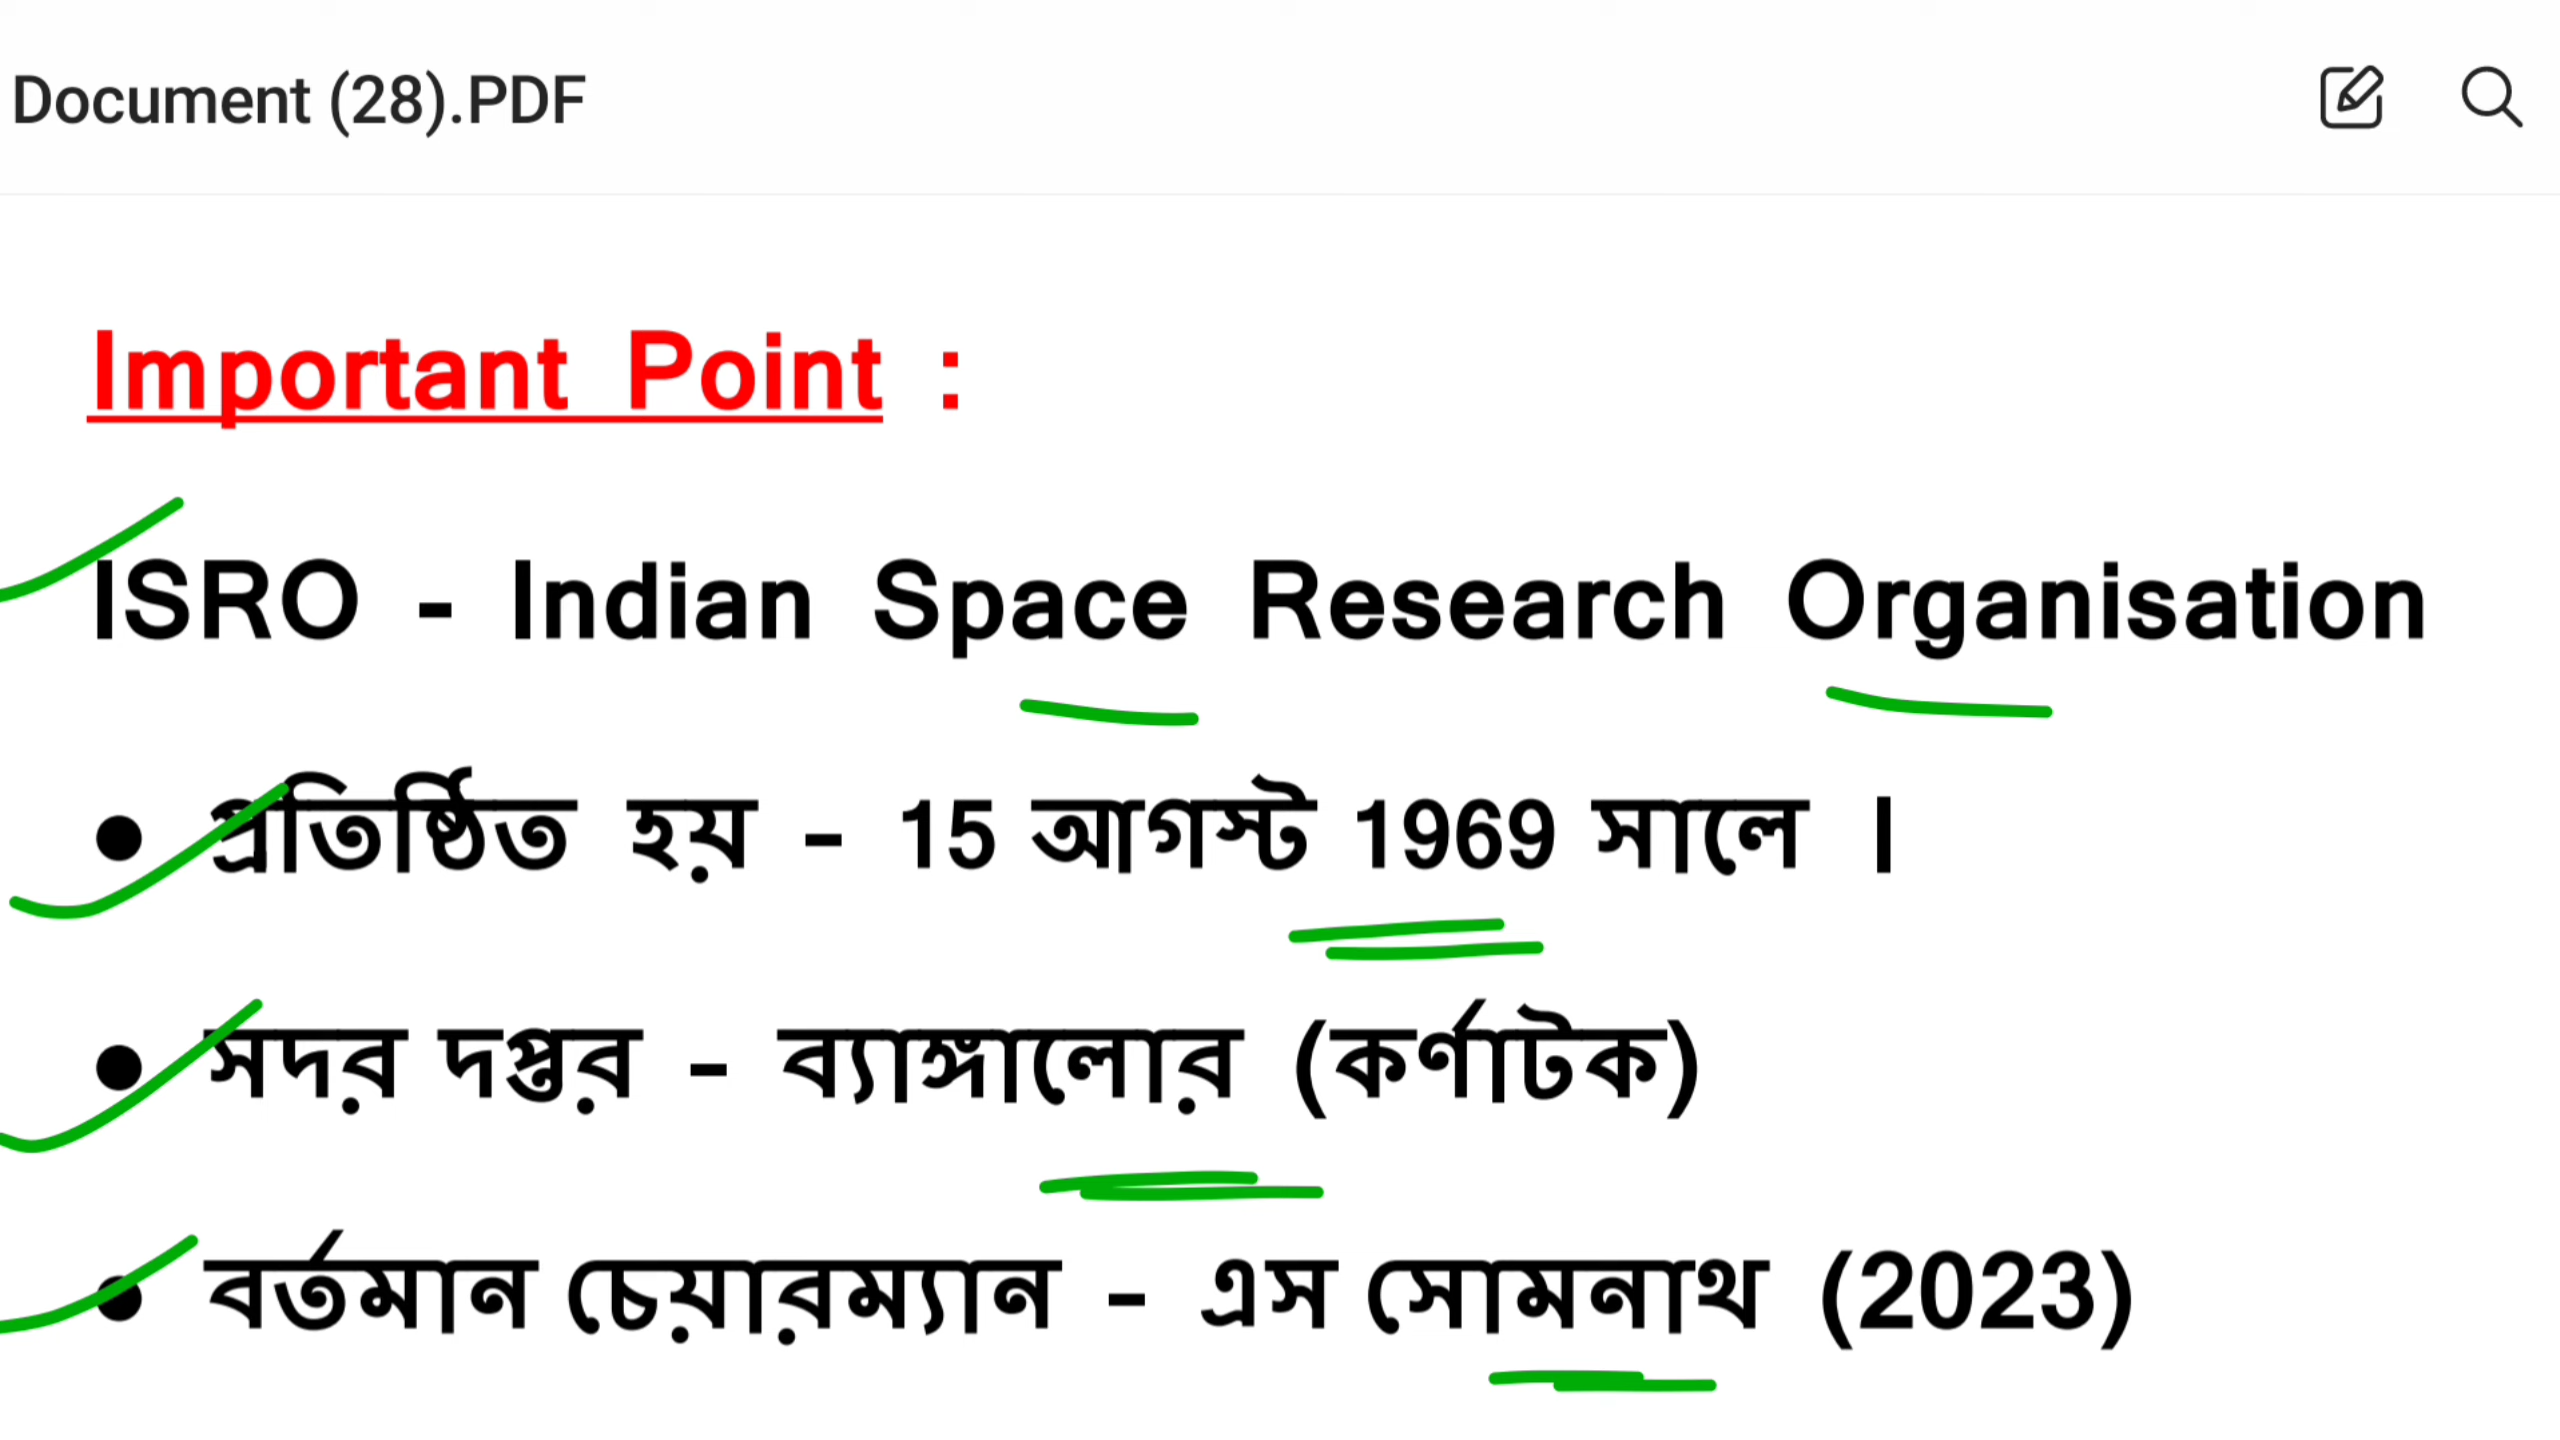 Document (28).PDF
Important Point :
ISRO - Indian Space Research Organisation
• প্রতিষ্ঠিত হয় - 15 আগস্ট 1969 সালে ।
• সদর দপ্তর - ব্যাঙ্গালোর (কর্ণাটক)
• বর্তমান চেয়ারম্যান - এস সোমনাথ (2023)